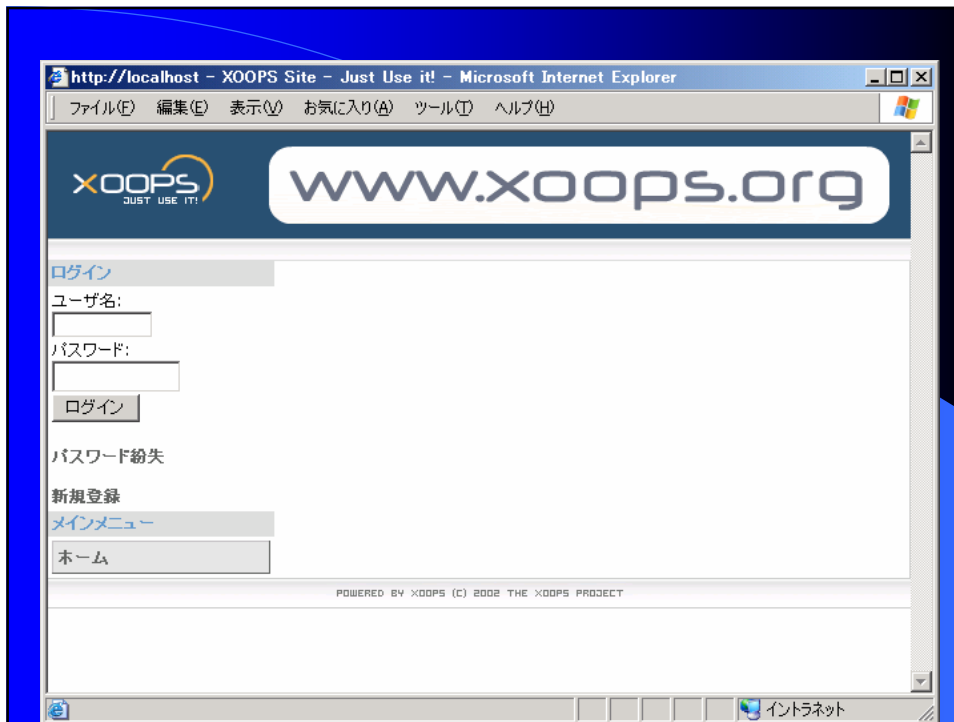 http://localhost - XOOPS Site - Just Use it! - Microsoft Internet Explorer
ファイル(F) 編集(E) 表示(V) お気に入り(A) ツール(T) ヘルプ(H)
XOOPS
JUST USE IT!
www.xoops.org
ログイン
ユーザ名:
パスワード:
ログイン
パスワード紛失
新規登録
メインメニュー
ホーム
POWERED BY XOOPS (C) 2002 THE XOOPS PROJECT
イントラネット